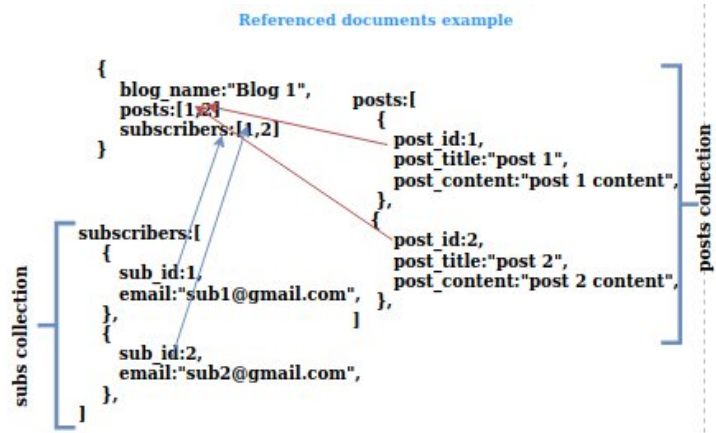 Referenced documents example
{
blog_name:"Blog 1",
posts:[1,2]
subscribers:[1,2]
}
posts:[
{
post_id:1,
post_title:"post 1",
post_content:"post 1 content",
},
{
post_id:2,
post_title:"post 2",
post_content:"post 2 content",
},
]
posts collection
subscribers:[
{
sub_id:1,
email:"sub1@gmail.com",
},
{
sub_id:2,
email:"sub2@gmail.com",
},
]
subs collection